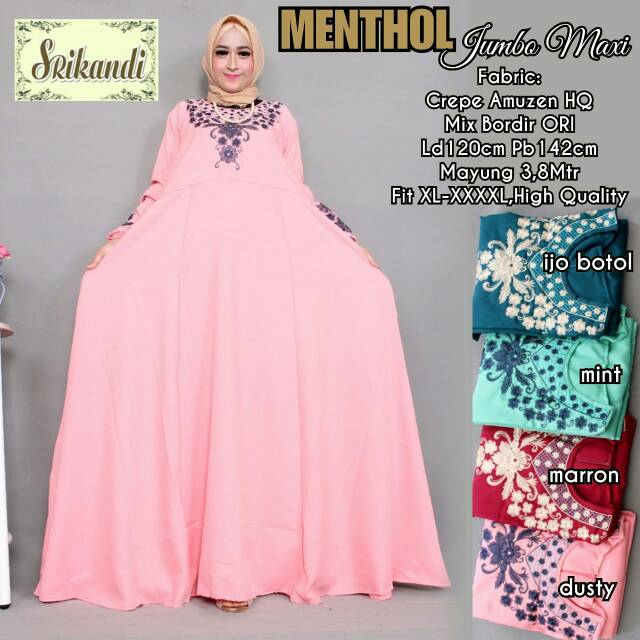 SRikandi
MENTHOL Jumbo Maxi
Fabric:
Crepe Amuzen HQ
Mix Bordir ORI
Ld120cm Pb142cm
Mayung 3,8Mtr
Fit XL-XXXXL,High Quality
ijo botol
mint
marron
dusty